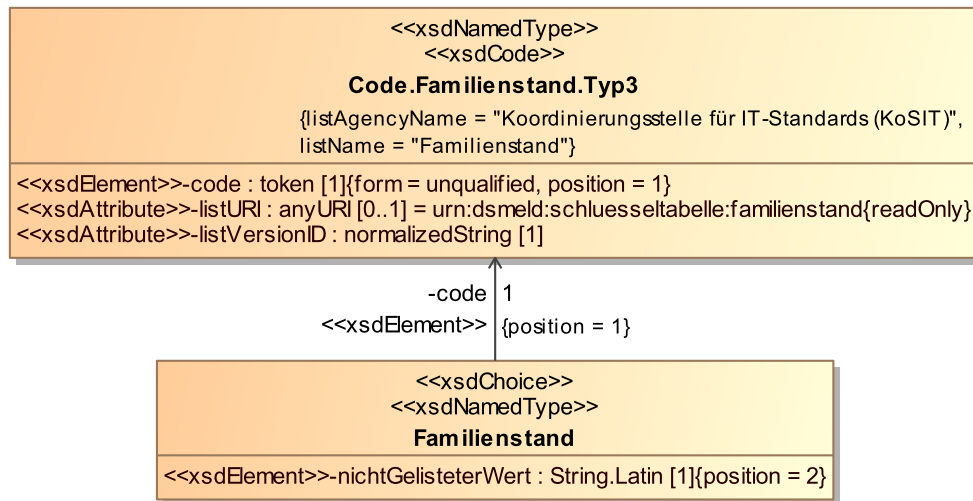 <<xsdNamedType>>
<<xsdCode>>
Code.Familienstand.Typ3
{listAgencyName = "Koordinierungsstelle für IT-Standards (KoSIT)",
listName = "Familienstand"}
<<xsdElement>>-code : token [1]{form = unqualified, position = 1}
<<xsdAttribute>>-listURI : anyURI [0..1] = urn:dsmeld:schluesseltabelle:familienstand{readOnly}
<<xsdAttribute>>-listVersionID : normalizedString [1]
-code 1
<<xsdElement>> {position = 1}
<<xsdChoice>>
<<xsdNamedType>>
Familienstand
<<xsdElement>>-nichtGelisteterWert : String.Latin [1]{position = 2}